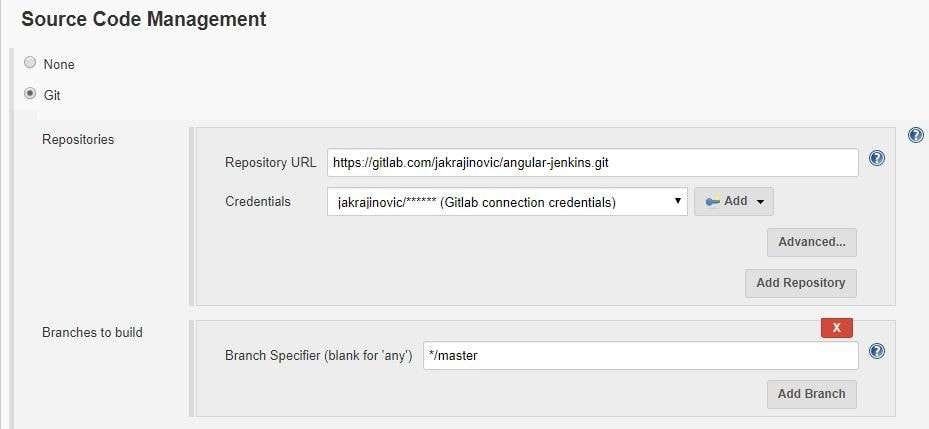 Source Code Management
None
Git
Repositories
Repository URL https://gitlab.com/jakrajinovic/angular-jenkins.git
Credentials jakrajinovic/****** (Gitlab connection credentials) Add
Advanced...
Add Repository
Branches to build
X
Branch Specifier (blank for 'any') */master
Add Branch